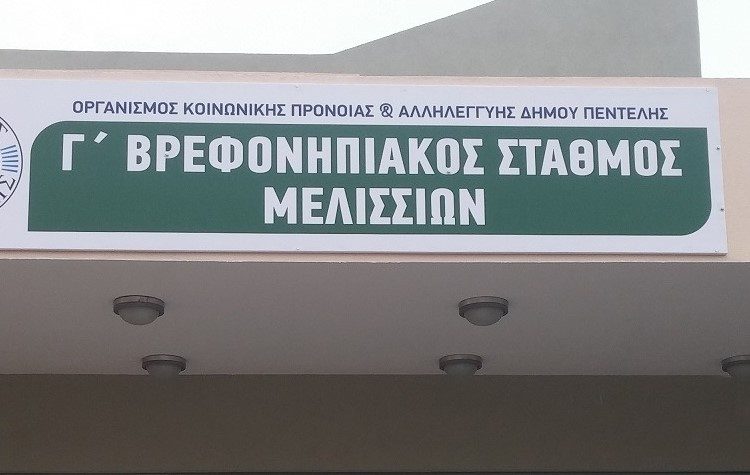 ΟΡΓΑΝΙΣΜΟΣ ΚΟΙΝΩΝΙΚΗΣ ΠΡΟΝΟΙΑΣ & ΑΛΛΗΛΕΓΓΥΗΣ ΔΗΜΟΥ ΠΕΝΤΕΛΗΣ
Γ΄ ΒΡΕΦΟΝΗΠΙΑΚΟΣ ΣΤΑΘΜΟΣ
ΜΕΛΙΣΣΙΩΝ